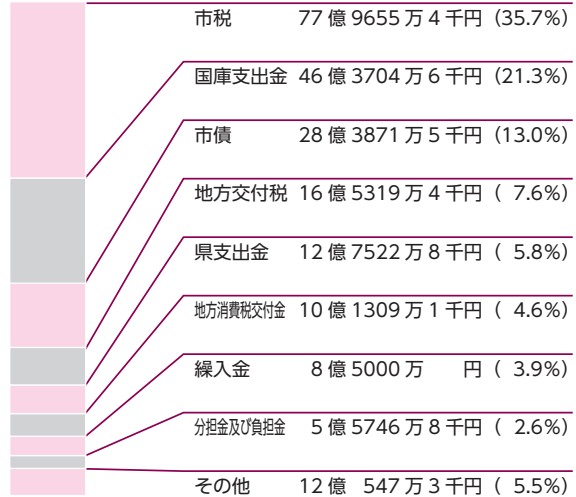 市税 77億9655万4千円（35.7%）
国庫支出金 46億3704万6千円（21.3%）
市債 28億3871万5千円（13.0%）
地方交付税 16億5319万4千円（ 7.6%）
県支出金 12億7522万8千円（ 5.8%）
地方消費税交付金 10億1309万1千円（ 4.6%）
繰入金 8億5000万 円（ 3.9%）
分担金及び負担金 5億5746万8千円（ 2.6%）
その他 12億 547万3千円（ 5.5%）